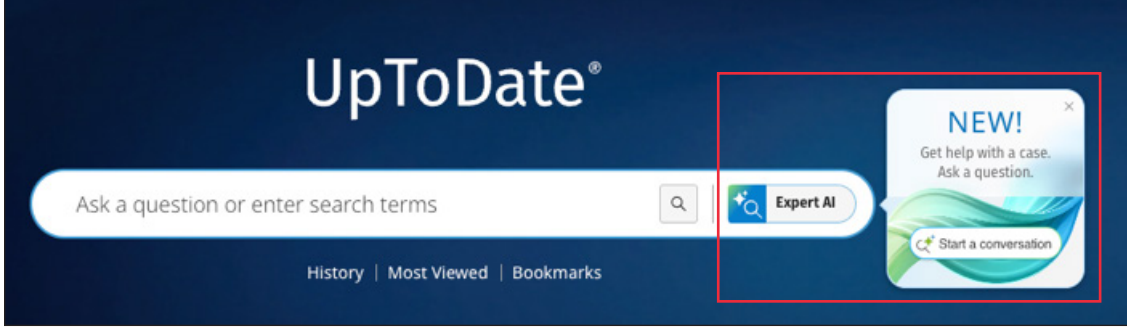 UpToDate®
Ask a question or enter search terms
Expert AI
History | Most Viewed | Bookmarks
NEW!
Get help with a case.
Ask a question.
Start a conversation